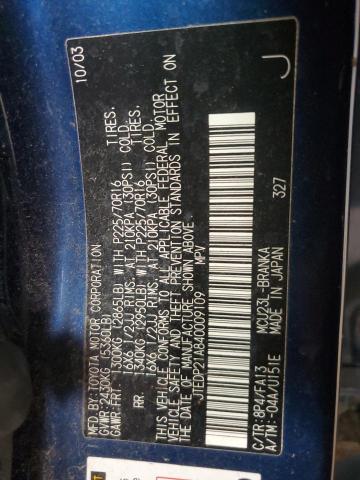 MFD.BY:TOYOTA MOTOR CORPORATION 10/03
GVWR:2430KG (5360LB)
GAWR:FRT. 1300KG (2865LB) WITH P225/70R16 TIRES.
16X6 1/2JJ RIMS. AT 210KPA (30PSI) COLD.
RR. 1340KG (2950LB) WITH P225/70R16 TIRES.
16X6 1/2JJ RIMS. AT 210KPA (30PSI) COLD.
THIS VEHICLE CONFORMS TO ALL APPLICABLE FEDERAL MOTOR
VEHICLE SAFETY AND THEFT PREVENTION STANDARDS IN EFFECT ON
THE DATE OF MANUFACTURE SHOWN ABOVE.
JTEDP21A840009109 MPV
C/TR:8P4/FA13 MCU23L-BRANKA 327
A/TM:-04A/U151E MADE IN JAPAN
J